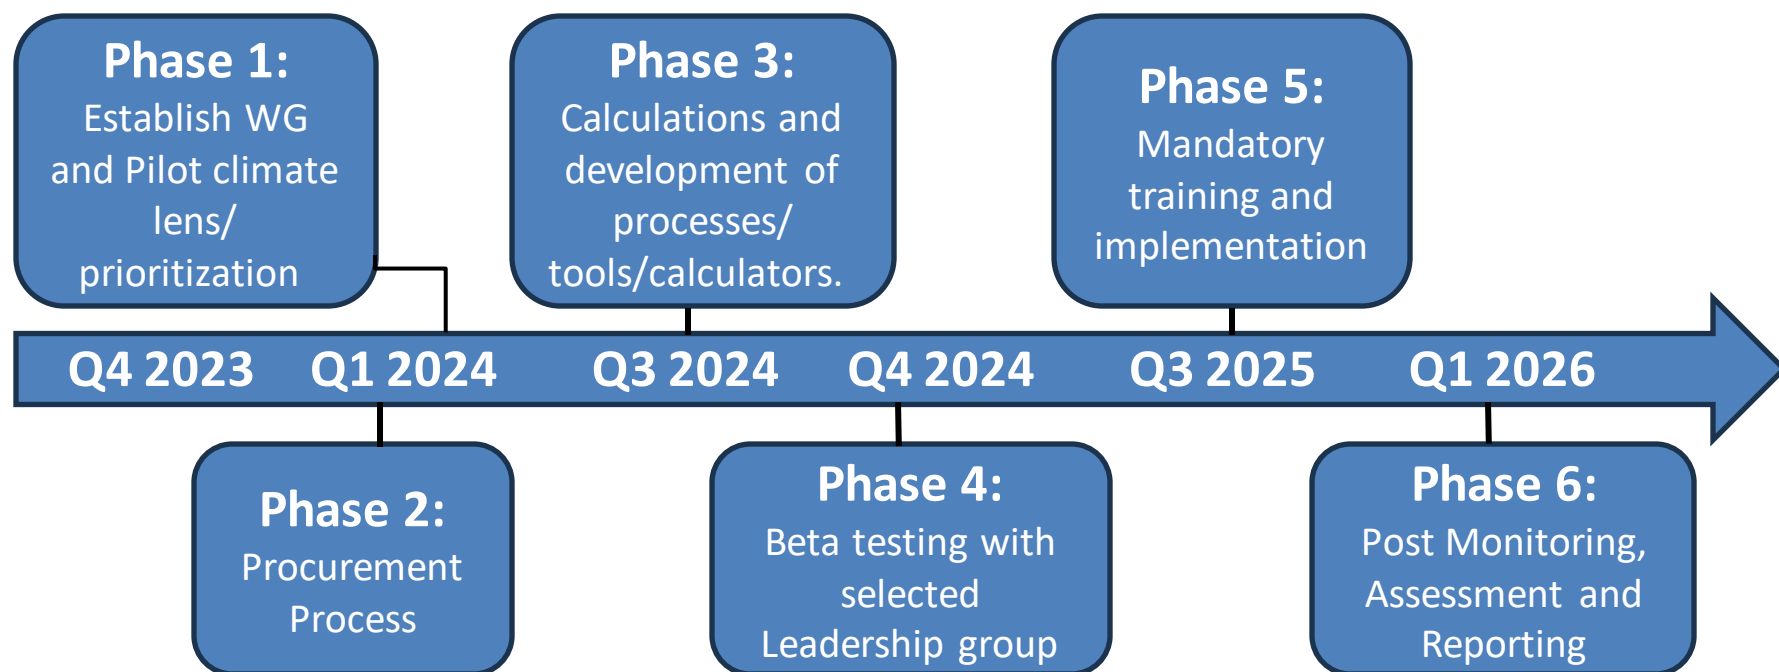 Phase 1:
Establish WG
and Pilot climate
lens/
prioritization
Phase 3:
Calculations and
development of
processes/
tools/calculators.
Phase 5:
Mandatory
training and
implementation
Q4 2023 Q1 2024 Q3 2024 Q4 2024 Q3 2025 Q1 2026
Phase 2:
Procurement
Process
Phase 4:
Beta testing with
selected
Leadership group
Phase 6:
Post Monitoring,
Assessment and
Reporting